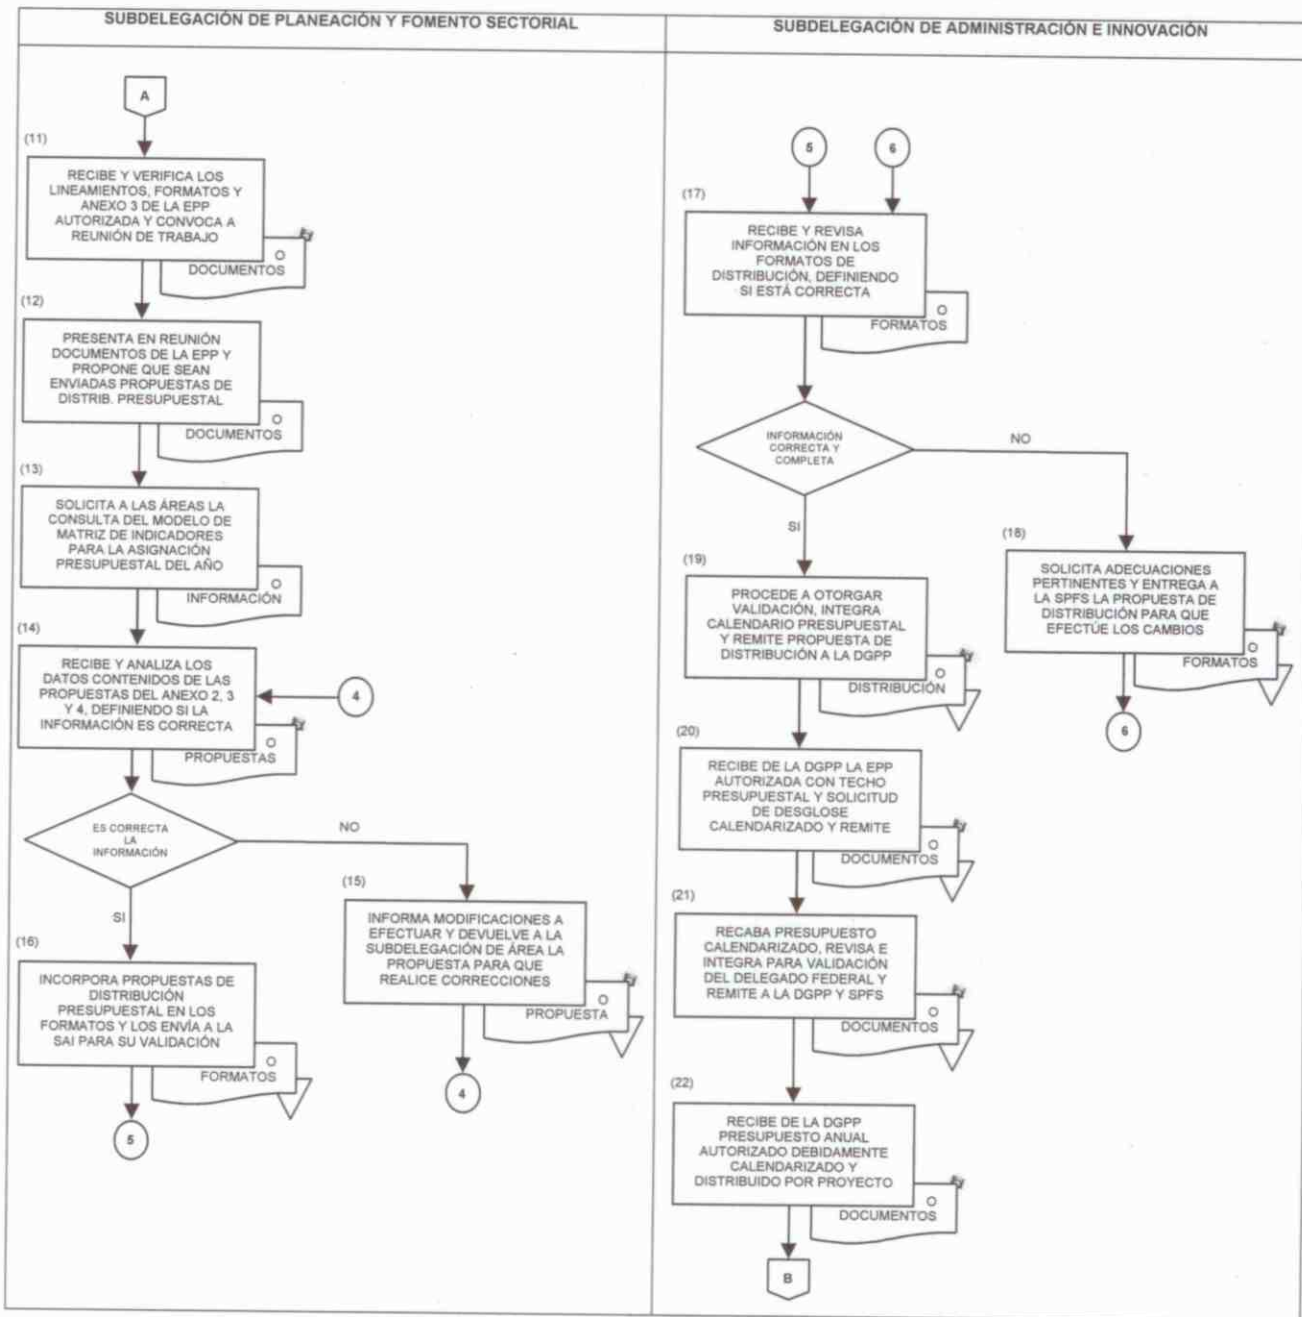 SUBDELEGACIÓN DE PLANEACIÓN Y FOMENTO SECTORIAL
A
(11)
RECIBE Y VERIFICA LOS
LINEAMIENTOS, FORMATOS Y
ANEXO 3 DE LA EPP
AUTORIZADA Y CONVOCA A
REUNIÓN DE TRABAJO
O
DOCUMENTOS
(12)
PRESENTA EN REUNIÓN
DOCUMENTOS DE LA EPP Y
PROPONE QUE SEAN
ENVIADAS PROPUESTAS DE
DISTRIB. PRESUPUESTAL
O
DOCUMENTOS
(13)
SOLICITA A LAS ÁREAS LA
CONSULTA DEL MODELO DE
MATRIZ DE INDICADORES
PARA LA ASIGNACIÓN
PRESUPUESTAL DEL AÑO
O
INFORMACIÓN
(14)
RECIBE Y ANALIZA LOS
DATOS CONTENIDOS DE LAS
PROPUESTAS DEL ANEXO 2, 3
Y 4, DEFINIENDO SI LA
INFORMACIÓN ES CORRECTA
4
O
PROPUESTAS
ES CORRECTA
LA
INFORMACIÓN
NO
SI
(15)
INFORMA MODIFICACIONES A
EFECTUAR Y DEVUELVE A LA
SUBDELEGACIÓN DE ÁREA LA
PROPUESTA PARA QUE
REALICE CORRECCIONES
O
PROPUESTA
4
(16)
INCORPORA PROPUESTAS DE
DISTRIBUCIÓN
PRESUPUESTAL EN LOS
FORMATOS Y LOS ENVÍA A LA
SAI PARA SU VALIDACIÓN
O
FORMATOS
5
SUBDELEGACIÓN DE ADMINISTRACIÓN E INNOVACIÓN
5
6
(17)
RECIBE Y REVISA
INFORMACIÓN EN LOS
FORMATOS DE
DISTRIBUCIÓN, DEFINIENDO
SI ESTÁ CORRECTA
O
FORMATOS
INFORMACIÓN
CORRECTA Y
COMPLETA
NO
SI
(18)
SOLICITA ADECUACIONES
PERTINENTES Y ENTREGA A
LA SPFS LA PROPUESTA DE
DISTRIBUCIÓN PARA QUE
EFECTÚE LOS CAMBIOS
O
FORMATOS
6
(19)
PROCEDE A OTORGAR
VALIDACIÓN, INTEGRA
CALENDARIO PRESUPUESTAL
Y REMITE PROPUESTA DE
DISTRIBUCIÓN A LA DGPP
O
DISTRIBUCIÓN
(20)
RECIBE DE LA DGPP LA EPP
AUTORIZADA CON TECHO
PRESUPUESTAL Y SOLICITUD
DE DESGLOSE
CALENDARIZADO Y REMITE
O
DOCUMENTOS
(21)
RECABA PRESUPUESTO
CALENDARIZADO, REVISA E
INTEGRA PARA VALIDACIÓN
DEL DELEGADO FEDERAL Y
REMITE A LA DGPP Y SPFS
O
DOCUMENTOS
(22)
RECIBE DE LA DGPP
PRESUPUESTO ANUAL
AUTORIZADO DEBIDAMENTE
CALENDARIZADO Y
DISTRIBUIDO POR PROYECTO
O
DOCUMENTOS
B